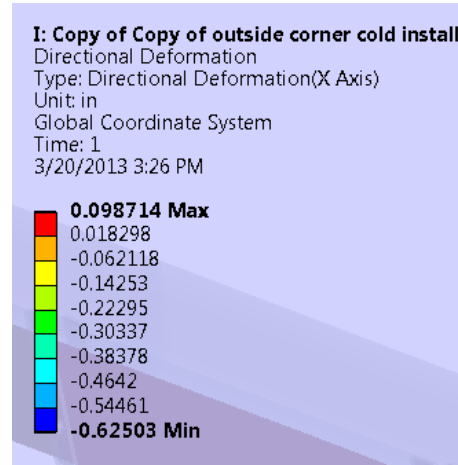 I: Copy of Copy of outside corner cold install
Directional Deformation
Type: Directional Deformation(X Axis)
Unit: in
Global Coordinate System
Time: 1
3/20/2013 3:26 PM
0.098714 Max
0.018298
-0.062118
-0.14253
-0.22295
-0.30337
-0.38378
-0.4642
-0.54461
-0.62503 Min